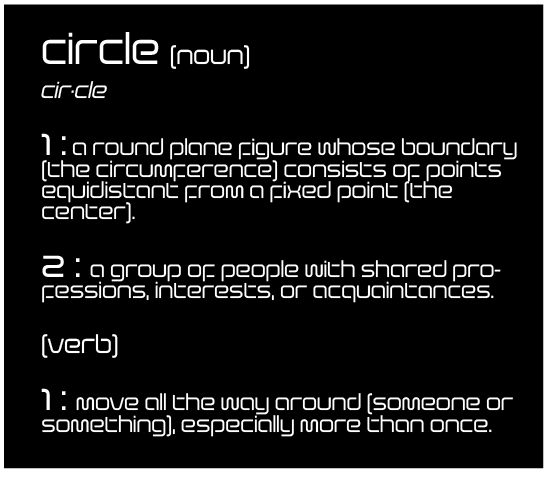 circle (noun)
cir·cle
1 : a round plane figure whose boundary
(the circumference) consists of points
equidistant from a fixed point (the
center).
2 : a group of people with shared pro-
fessions, interests, or acquaintances.
(verb)
1 : move all the way around (someone or
something), especially more than once.